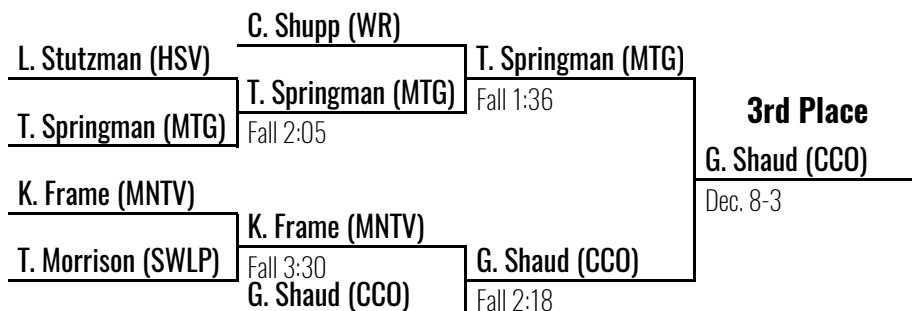 C. Shupp (WR)
L. Stutzman (HSV)
T. Springman (MTG)
T. Springman (MTG)
Fall 1:36
3rd Place
T. Springman (MTG)
Fall 2:05
G. Shaud (CCO)
K. Frame (MNTV)
Dec. 8-3
K. Frame (MNTV)
T. Morrison (SWLP)
Fall 3:30
G. Shaud (CCO)
G. Shaud (CCO)
Fall 2:18